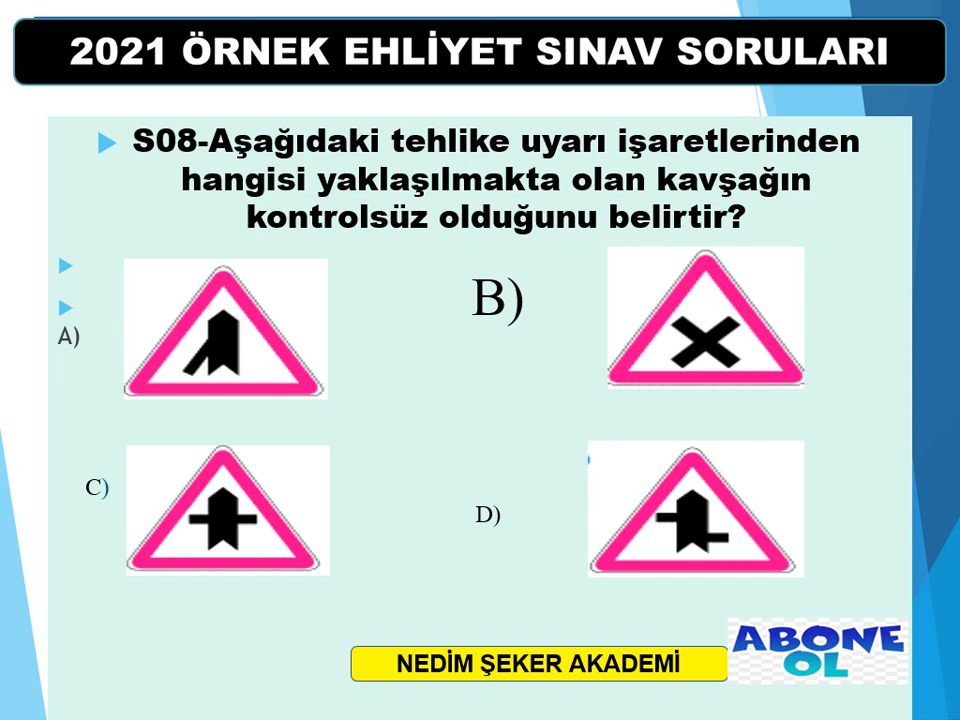 2021 ÖRNEK EHLİYET SINAV SORULARI
S08-Aşağıdaki tehlike uyarı işaretlerinden
hangisi yaklaşılmakta olan kavşağın
kontrolsüz olduğunu belirtir?
A)
B)
C)
D)
NEDİM ŞEKER AKADEMİ
ABONE
OL